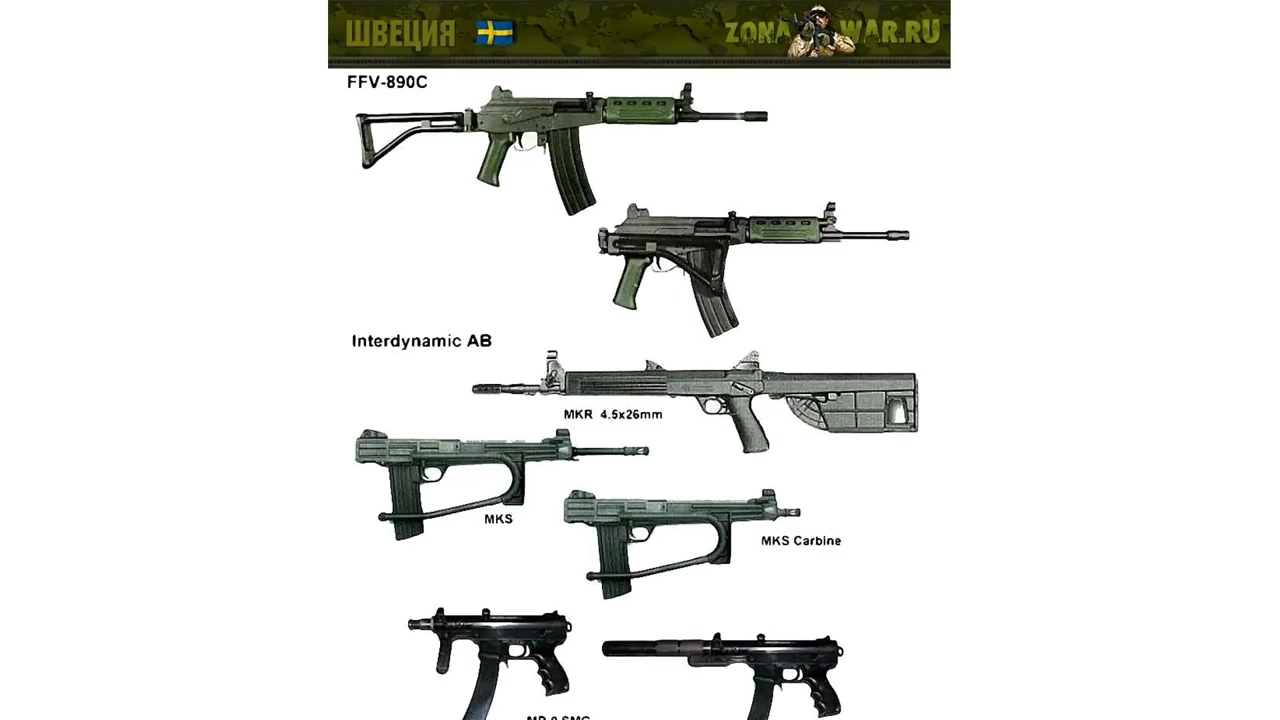 ШВЕЦИЯ
ZONA WAR.RU
FFV-890C
Interdynamic AB
MKR 4.5x26mm
MKS
MKS Carbine